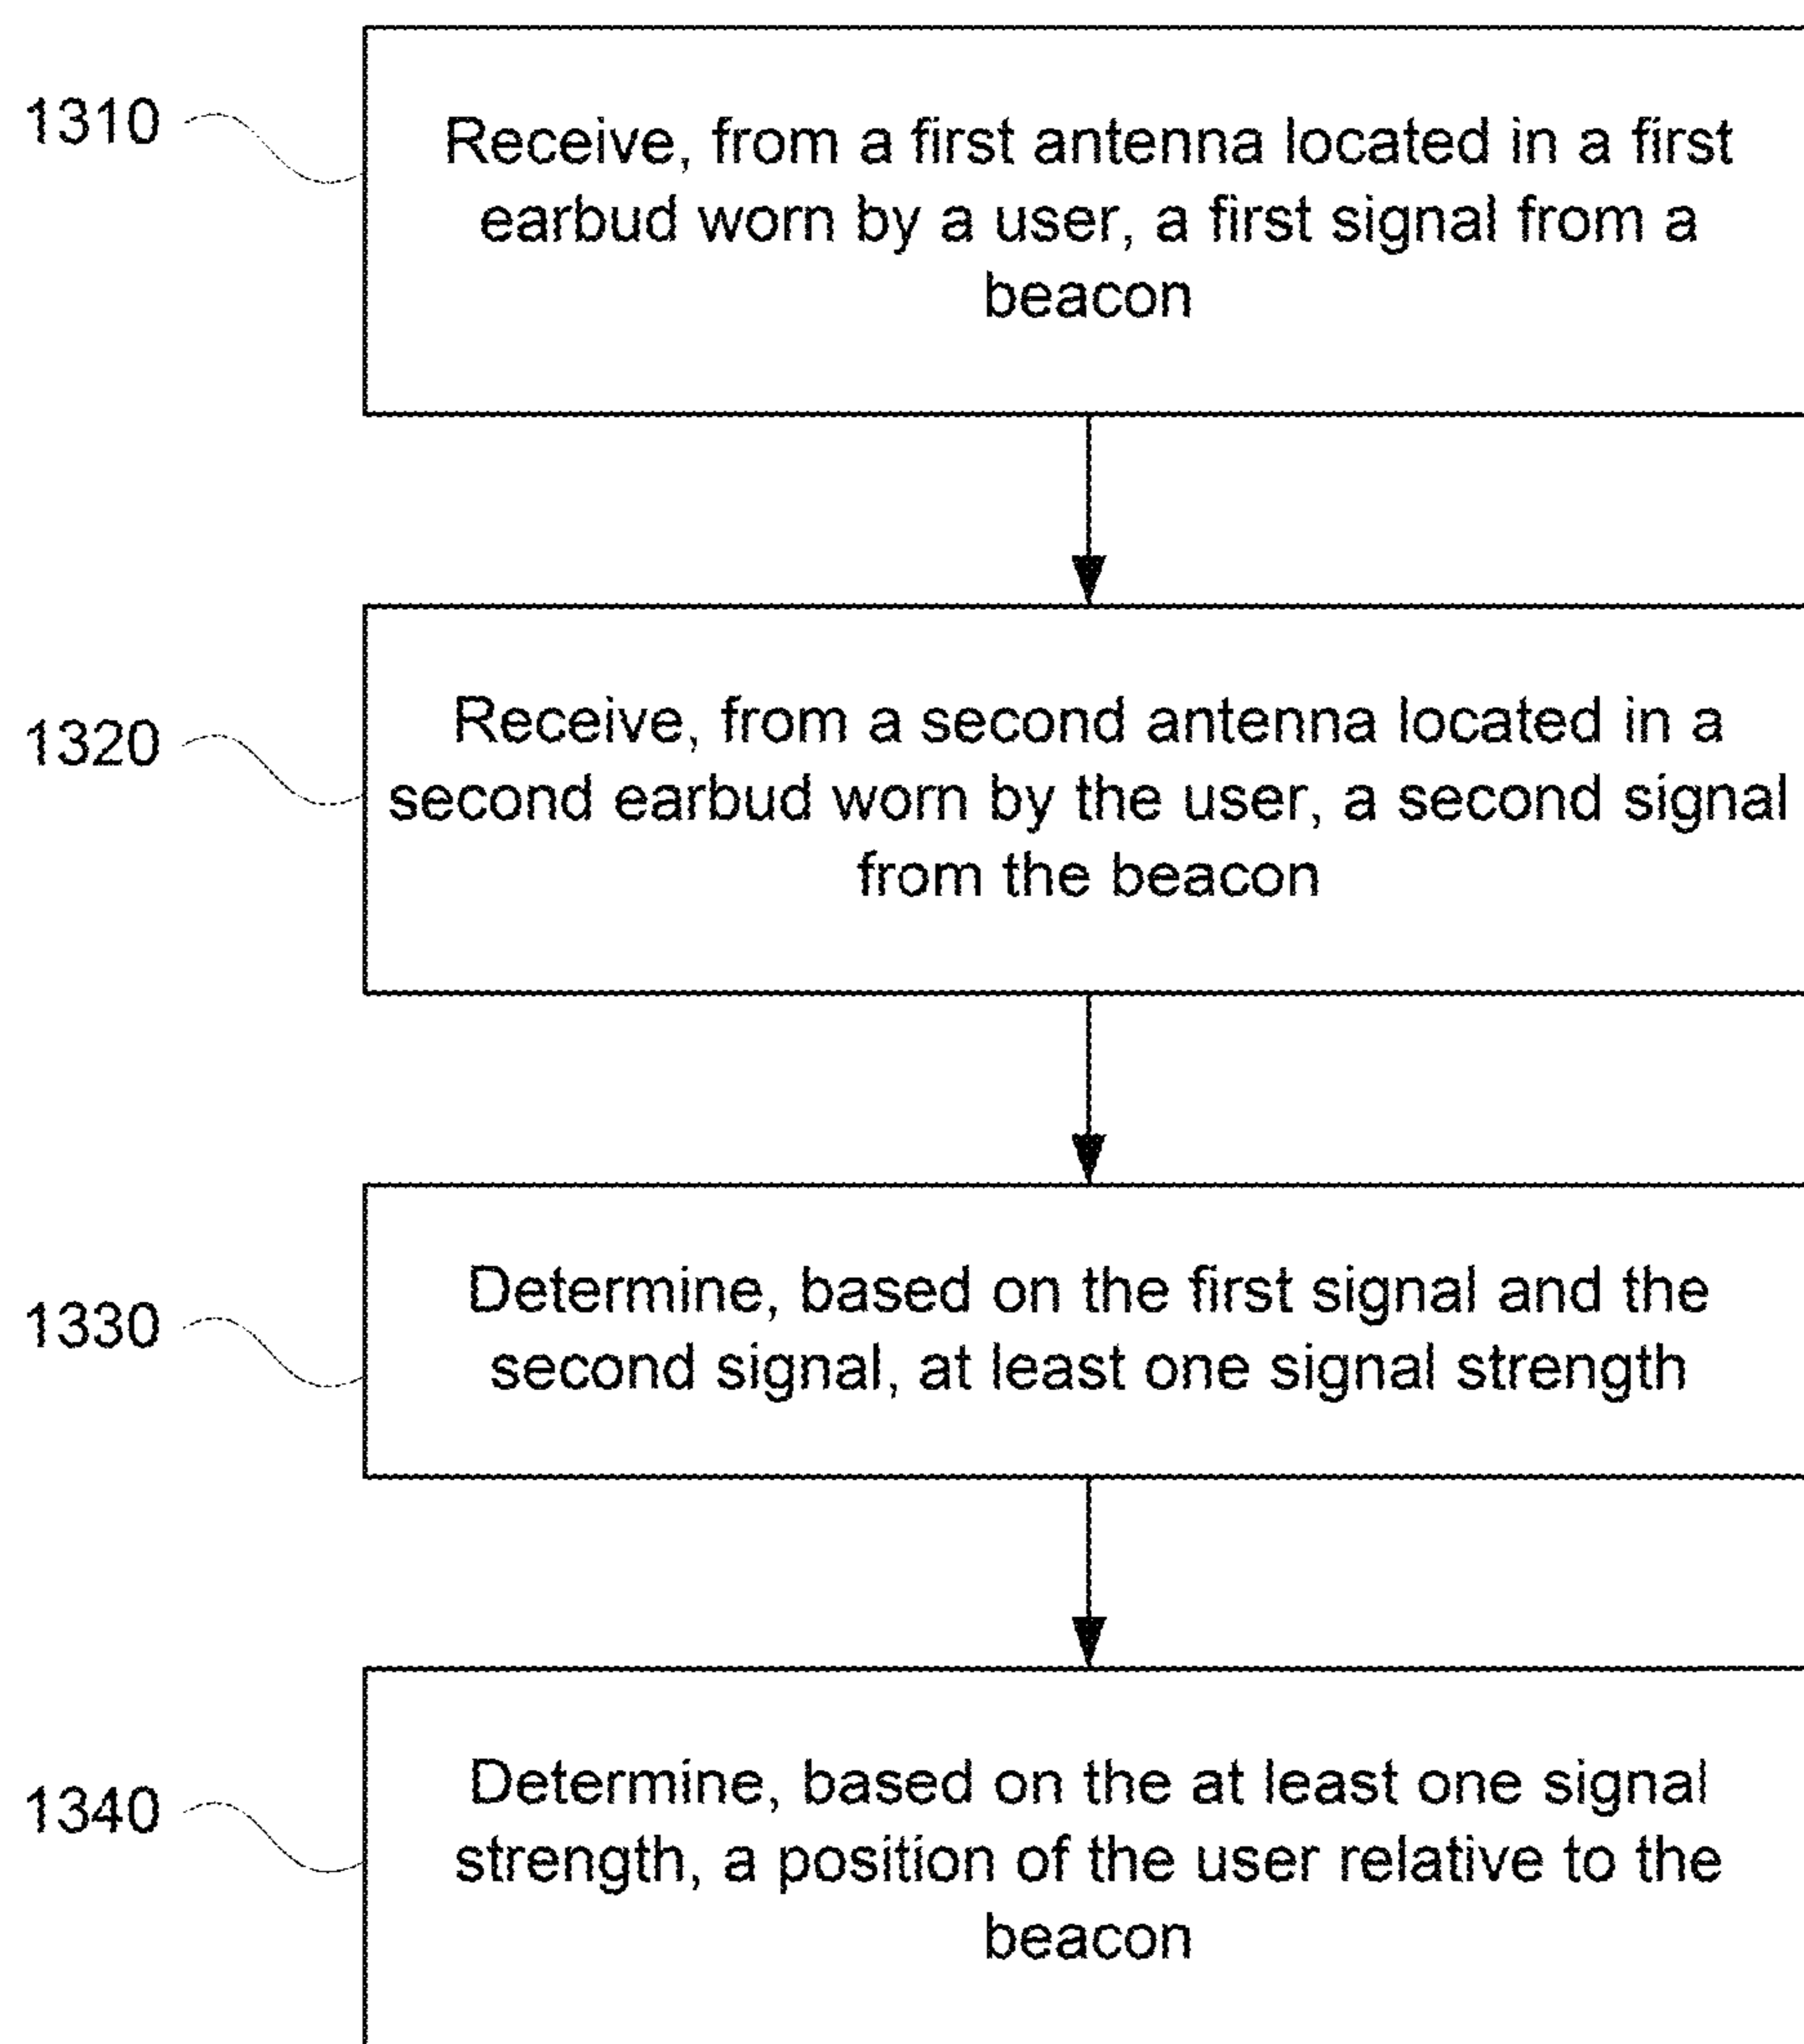 1310
Receive, from a first antenna located in a first
earbud worn by a user, a first signal from a
beacon
1320
Receive, from a second antenna located in a
second earbud worn by the user, a second signal
from the beacon
1330
Determine, based on the first signal and the
second signal, at least one signal strength
1340
Determine, based on the at least one signal
strength, a position of the user relative to the
beacon